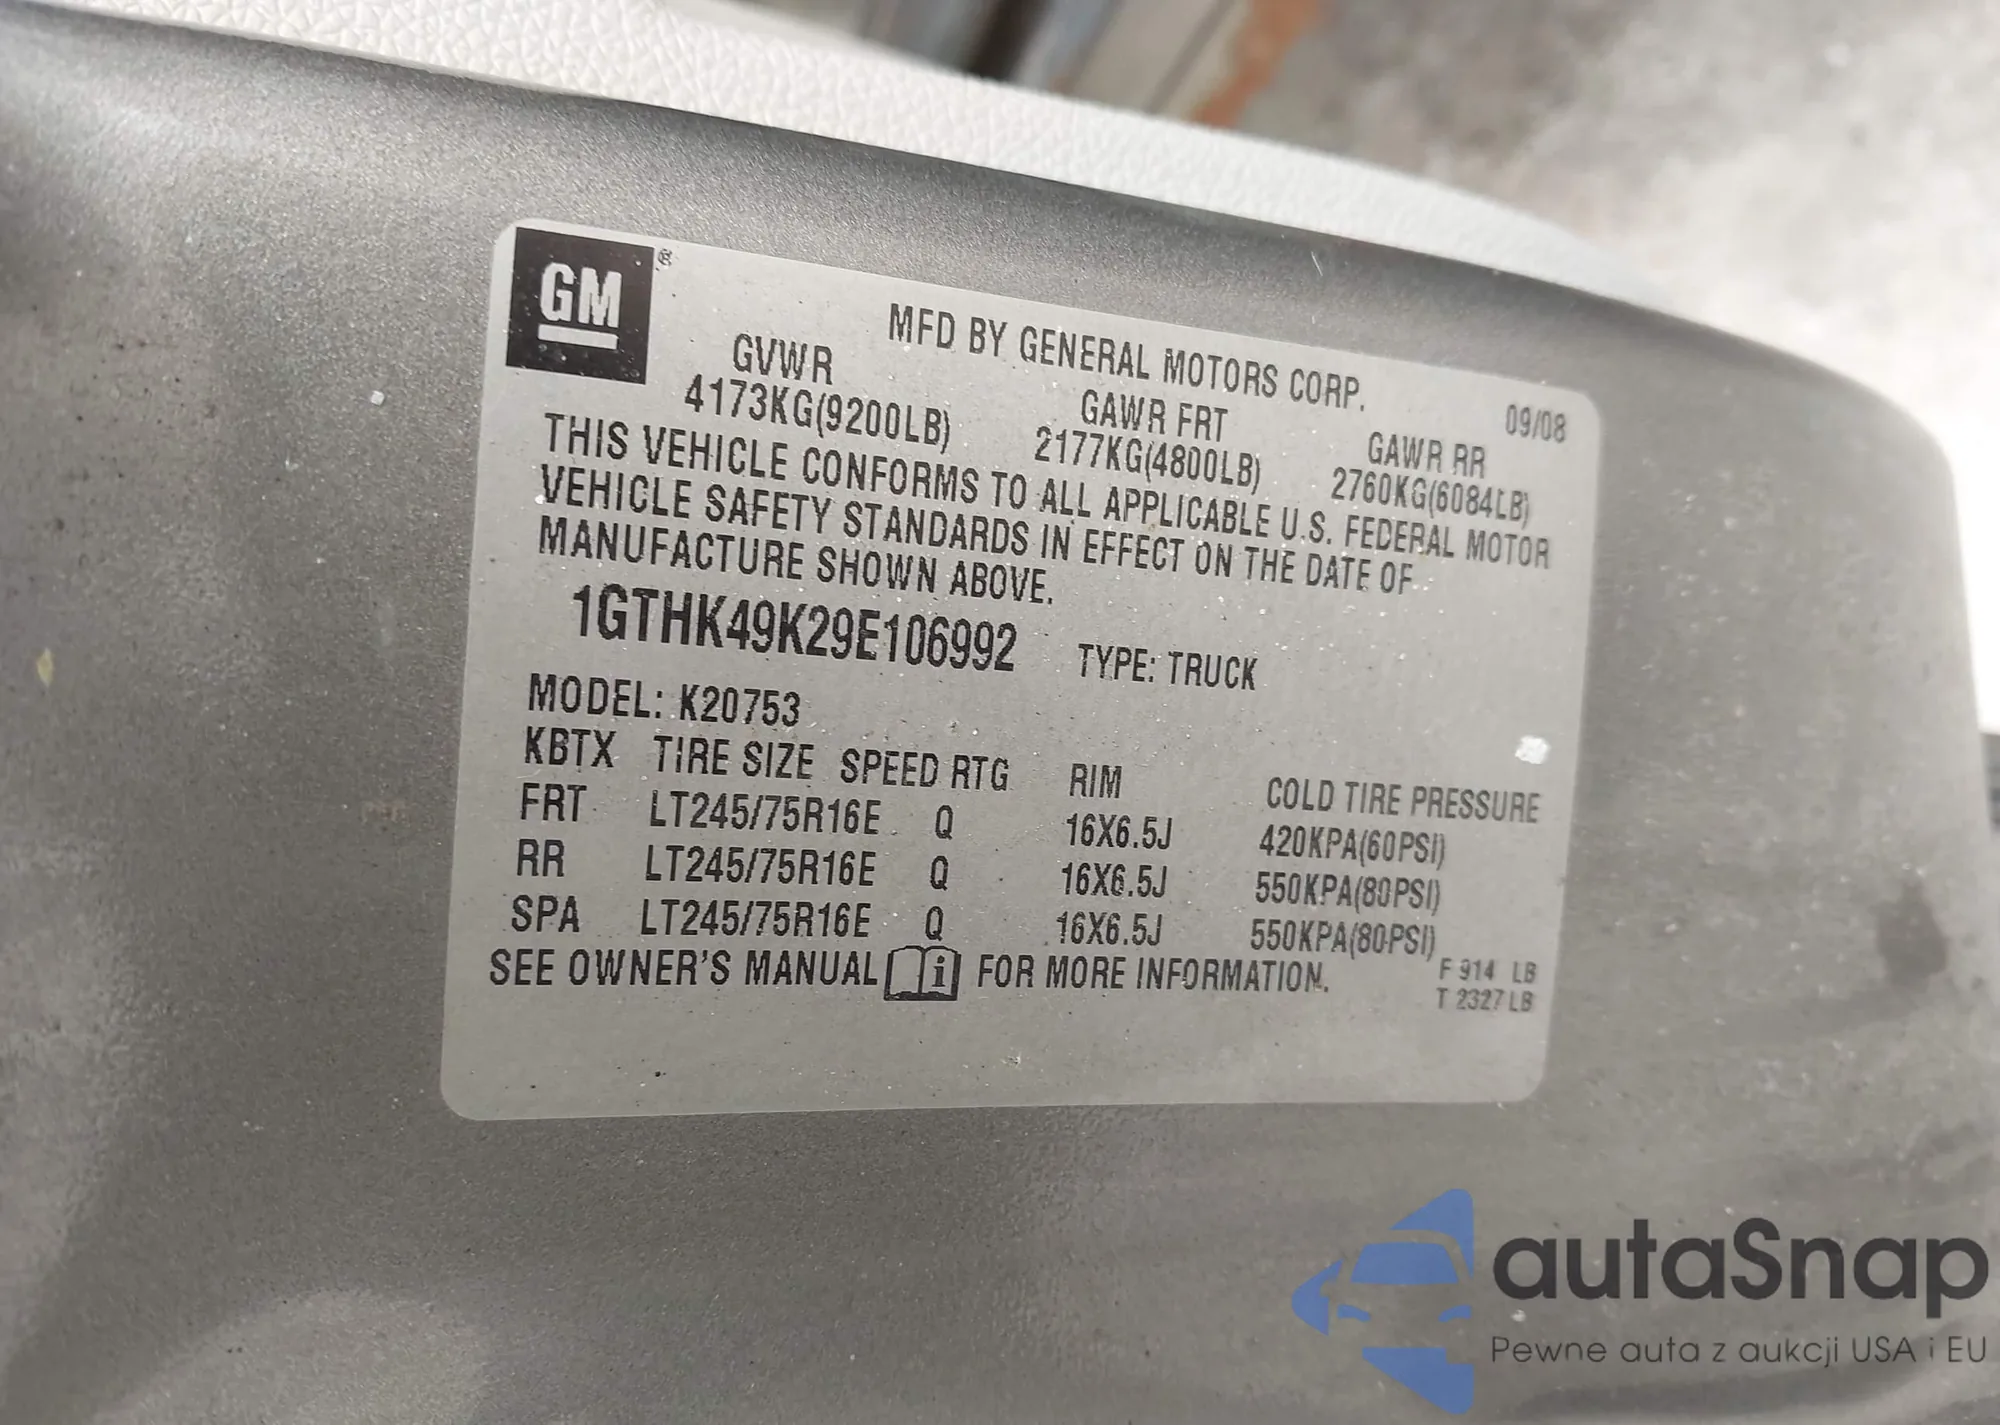 GM ®
MFD BY GENERAL MOTORS CORP. 09/08
GVWR GAWR FRT GAWR RR
4173KG(9200LB) 2177KG(4800LB) 2760KG(6084LB)
THIS VEHICLE CONFORMS TO ALL APPLICABLE U.S. FEDERAL MOTOR
VEHICLE SAFETY STANDARDS IN EFFECT ON THE DATE OF
MANUFACTURE SHOWN ABOVE.
1GTHK49K29E106992 TYPE: TRUCK
MODEL: K20753
KBTX TIRE SIZE SPEED RTG RIM COLD TIRE PRESSURE
FRT LT245/75R16E Q 16X6.5J 420KPA(60PSI)
RR LT245/75R16E Q 16X6.5J 550KPA(80PSI)
SPA LT245/75R16E Q 16X6.5J 550KPA(80PSI)
SEE OWNER'S MANUAL i FOR MORE INFORMATION.
F 914 LB
T 2327 LB
autaSnap
Pewne auta z aukcji USA i EU